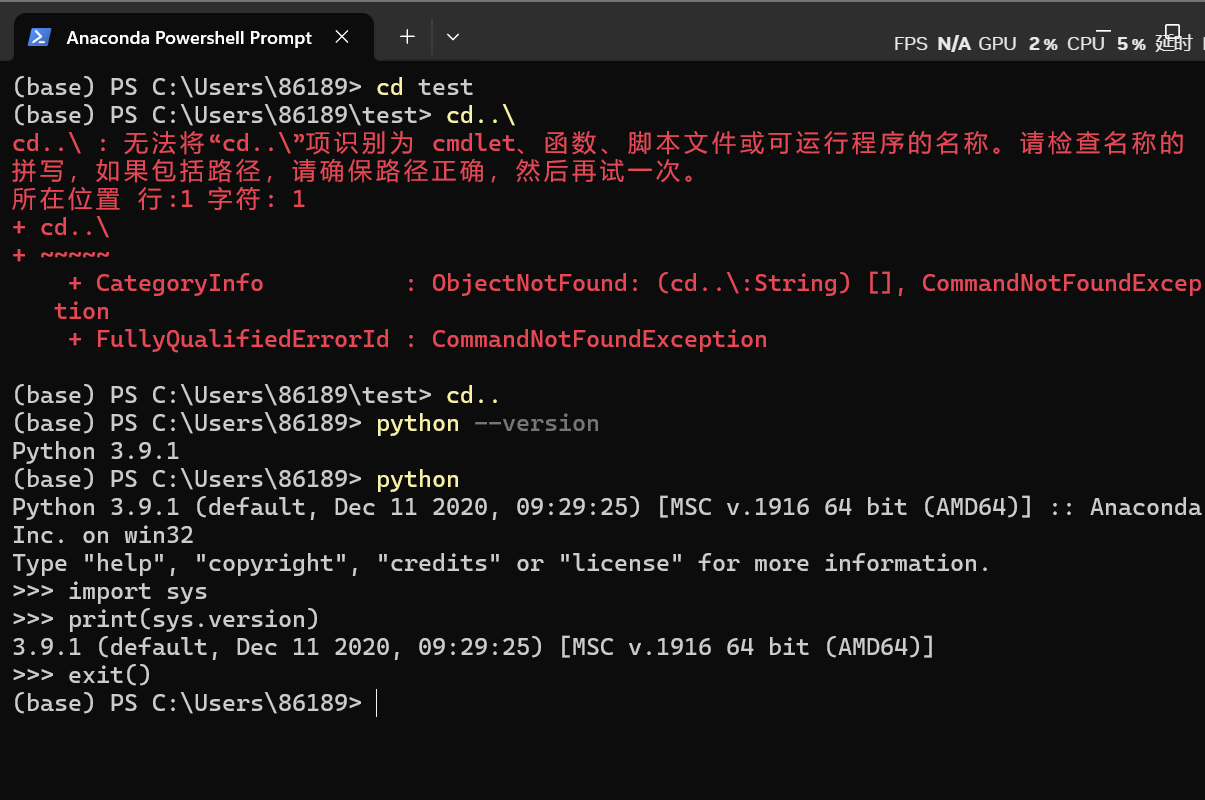 Anaconda Powershell Prompt
FPS N/A GPU 2% CPU 5% 延时
(base) PS C:\Users\86189> cd test
(base) PS C:\Users\86189\test> cd..\
cd..\ : 无法将“cd..\”项识别为 cmdlet、函数、脚本文件或可运行程序的名称。请检查名称的
拼写，如果包括路径，请确保路径正确，然后再试一次。
所在位置 行:1 字符: 1
+ cd..\
+ ~~~~~
    + CategoryInfo          : ObjectNotFound: (cd..\:String) [], CommandNotFoundExcep
   tion
    + FullyQualifiedErrorId : CommandNotFoundException
(base) PS C:\Users\86189\test> cd..
(base) PS C:\Users\86189> python --version
Python 3.9.1
(base) PS C:\Users\86189> python
Python 3.9.1 (default, Dec 11 2020, 09:29:25) [MSC v.1916 64 bit (AMD64)] :: Anaconda
Inc. on win32
Type "help", "copyright", "credits" or "license" for more information.
>>> import sys
>>> print(sys.version)
3.9.1 (default, Dec 11 2020, 09:29:25) [MSC v.1916 64 bit (AMD64)]
>>> exit()
(base) PS C:\Users\86189>